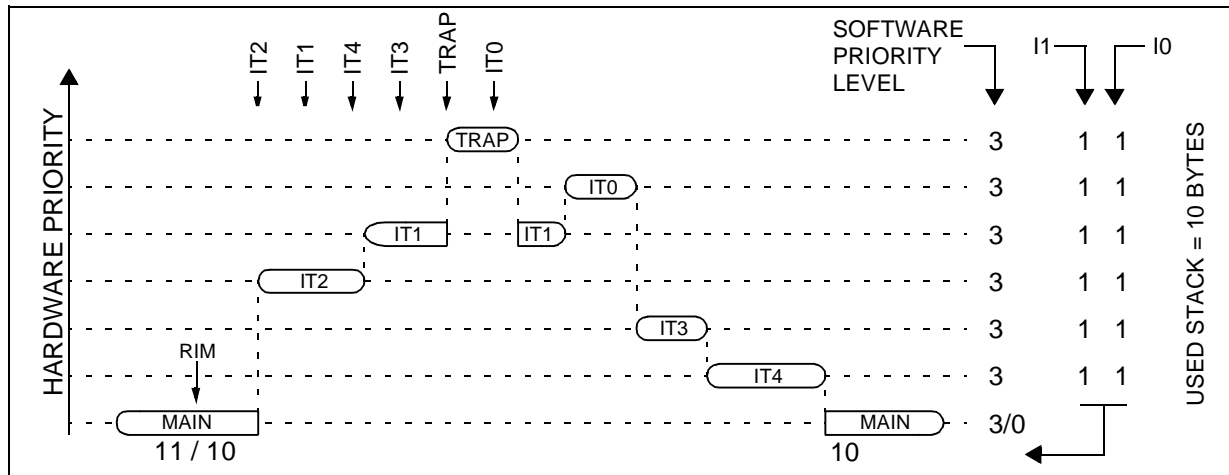 IT2
IT1
IT4
IT3
TRAP
IT0
SOFTWARE
PRIORITY
LEVEL
I1
I0
HARDWARE PRIORITY
TRAP
3 1 1
IT0
3 1 1
IT1
IT1
3 1 1
IT2
3 1 1
IT3
3 1 1
RIM
IT4
3 1 1
MAIN
MAIN
3/0
11 / 10
10
USED STACK = 10 BYTES